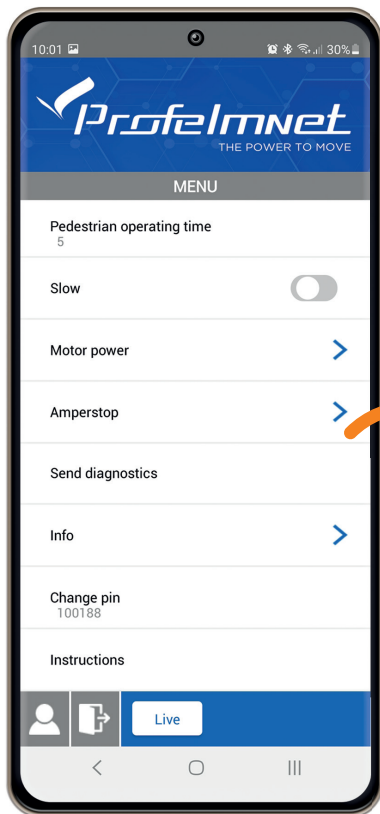 10:01 30%
Profelmnet
THE POWER TO MOVE
MENU
Pedestrian operating time
5
Slow
Motor power
Amperstop
Send diagnostics
Info
Change pin
100188
Instructions
Live